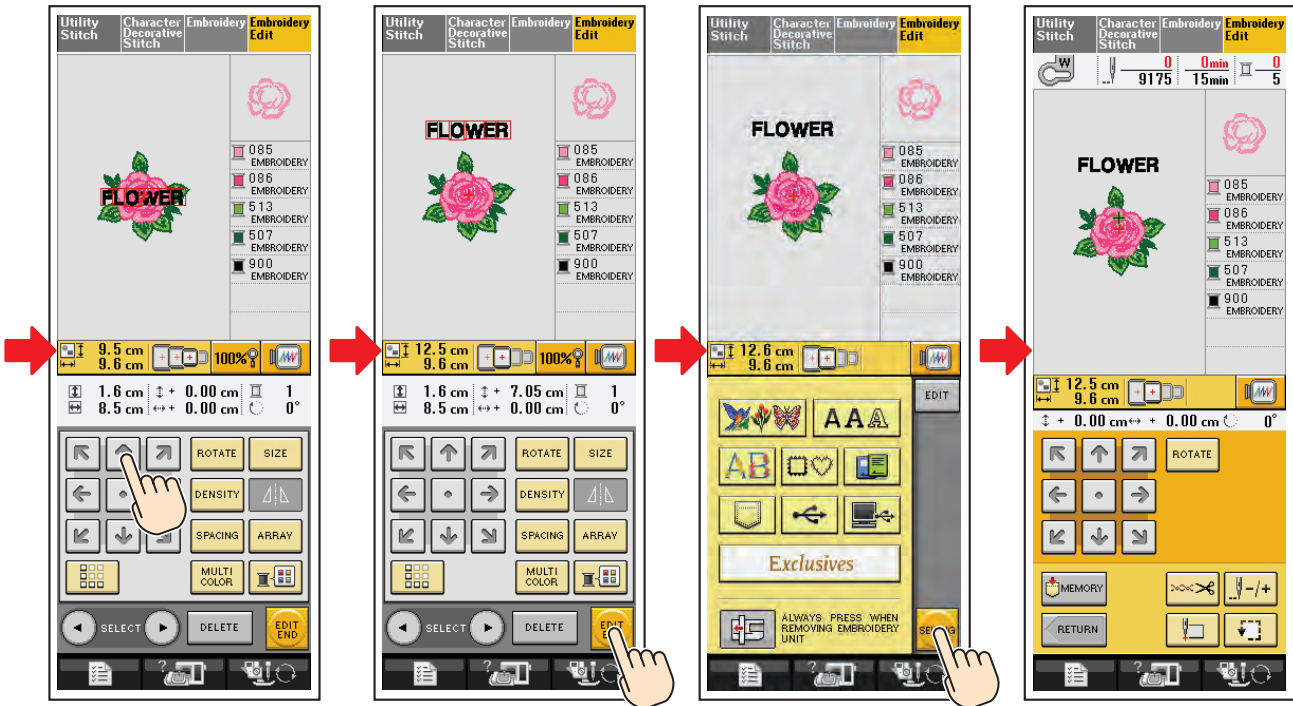 Utility Stitch
Character Decorative Stitch
Embroidery
Embroidery Edit
FLOWER
085
EMBROIDERY
086
EMBROIDERY
513
EMBROIDERY
507
EMBROIDERY
900
EMBROIDERY
9.5 cm
9.6 cm
100%
1.6 cm + 0.00 cm 1
8.5 cm + 0.00 cm 0°
ROTATE
SIZE
DENSITY
SPACING
ARRAY
MULTI COLOR
SELECT
DELETE
EDIT END
?
Utility Stitch
Character Decorative Stitch
Embroidery
Embroidery Edit
FLOWER
085
EMBROIDERY
086
EMBROIDERY
513
EMBROIDERY
507
EMBROIDERY
900
EMBROIDERY
12.5 cm
9.6 cm
100%
1.6 cm + 7.05 cm 1
8.5 cm + 0.00 cm 0°
ROTATE
SIZE
DENSITY
SPACING
ARRAY
MULTI COLOR
SELECT
DELETE
EDIT
?
Utility Stitch
Character Decorative Stitch
Embroidery
Embroidery Edit
FLOWER
085
EMBROIDERY
086
EMBROIDERY
513
EMBROIDERY
507
EMBROIDERY
900
EMBROIDERY
12.6 cm
9.6 cm
EDIT
AAA
AB
Exclusives
ALWAYS PRESS WHEN
REMOVING EMBROIDERY
UNIT
?
Utility Stitch
Character Decorative Stitch
Embroidery
Embroidery Edit
W
0
9175
0min
15min
0
5
FLOWER
085
EMBROIDERY
086
EMBROIDERY
513
EMBROIDERY
507
EMBROIDERY
900
EMBROIDERY
12.5 cm
9.6 cm
+ 0.00 cm + 0.00 cm 0°
ROTATE
MEMORY
-/+
RETURN
?